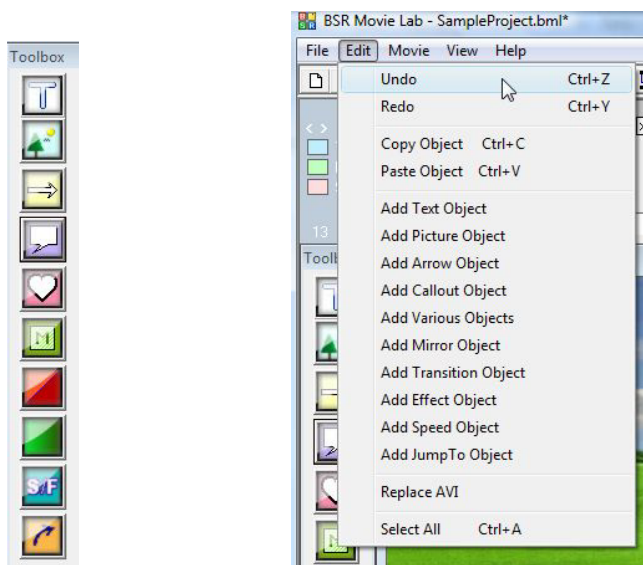 Toolbox
T
M
S F
BSR Movie Lab - SampleProject.bml*
File Edit Movie View Help
Undo Ctrl+Z
Redo Ctrl+Y
Copy Object Ctrl+C
Paste Object Ctrl+V
Add Text Object
Add Picture Object
Add Arrow Object
Add Callout Object
Add Various Objects
Add Mirror Object
Add Transition Object
Add Effect Object
Add Speed Object
Add JumpTo Object
Replace AVI
Select All Ctrl+A
13